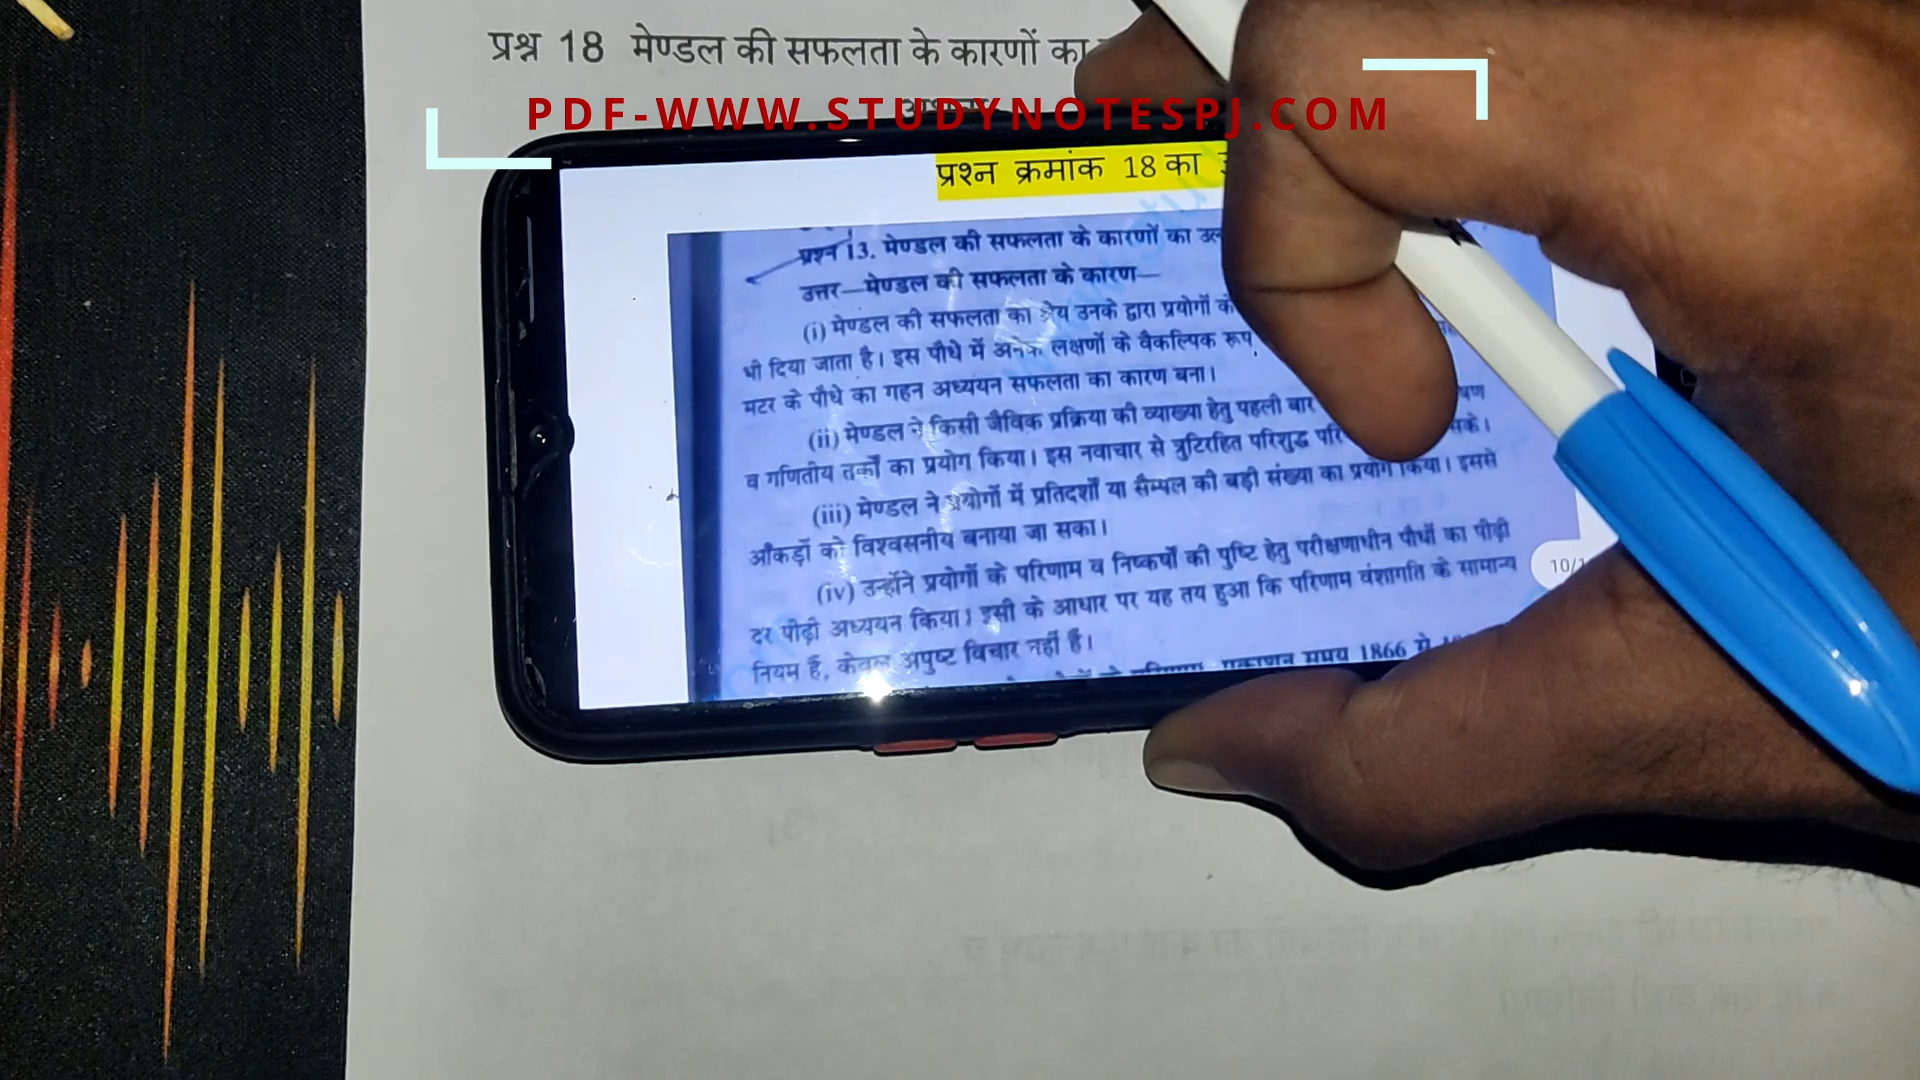 प्रश्न 18 मेण्डल की सफलता के कारणों का
PDF-WWW.STUDYNOTESPJ.COM
प्रश्न क्रमांक 18 का
प्रश्न 13. मेण्डल की सफलता के कारणों का
उत्तर—मेण्डल की सफलता के कारण—
(i) मेण्डल की सफलता का श्रेय उनके द्वारा प्रयोगों
भी दिया जाता है। इस पौधे में अनेक लक्षणों के वैकल्पिक रूप
मटर के पौधे का गहन अध्ययन सफलता का कारण बना।
(ii) मेण्डल ने किसी जैविक प्रक्रिया की व्याख्या हेतु पहली बार
व गणितीय तर्कों का प्रयोग किया। इस नवाचार से त्रुटिरहित परिशुद्ध
(iii) मेण्डल ने प्रयोगों में प्रतिदर्शों या सैम्पल की बड़ी संख्या का प्रयोग किया। इससे
आँकड़ों को विश्वसनीय बनाया जा सका।
(iv) उन्होंने प्रयोगों के परिणाम व निष्कर्षों की पुष्टि हेतु परीक्षणाधीन पौधों का पीढ़ी
दर पीढ़ी अध्ययन किया। इसी के आधार पर यह तय हुआ कि परिणाम वंशागति के सामान्य
नियम हैं, केवल अपुष्ट विचार नहीं हैं।
समय 1866 में